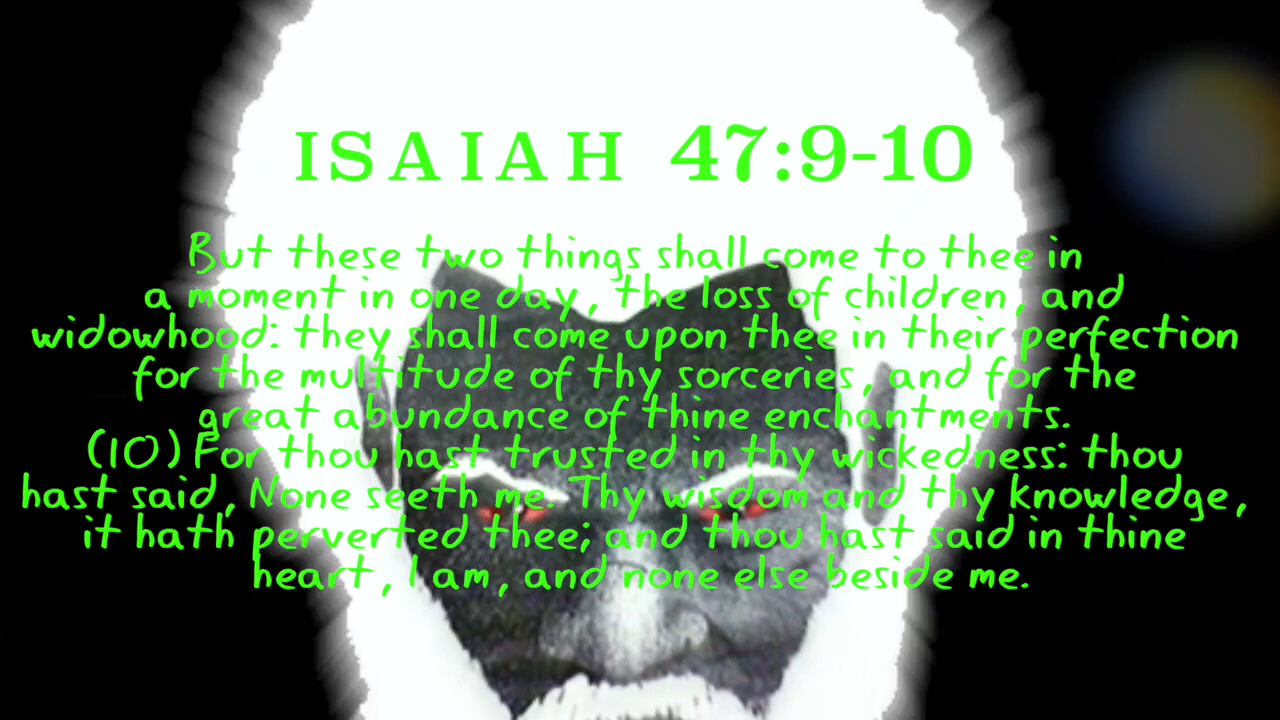 ISAIAH 47:9-10
But these two things shall come to thee in
a moment in one day, the loss of children, and
widowhood: they shall come upon thee in their perfection
for the multitude of thy sorceries, and for the
great abundance of thine enchantments.
(10) For thou hast trusted in thy wickedness: thou
hast said, None seeth me. Thy wisdom and thy knowledge,
it hath perverted thee; and thou hast said in thine
heart, I am, and none else beside me.